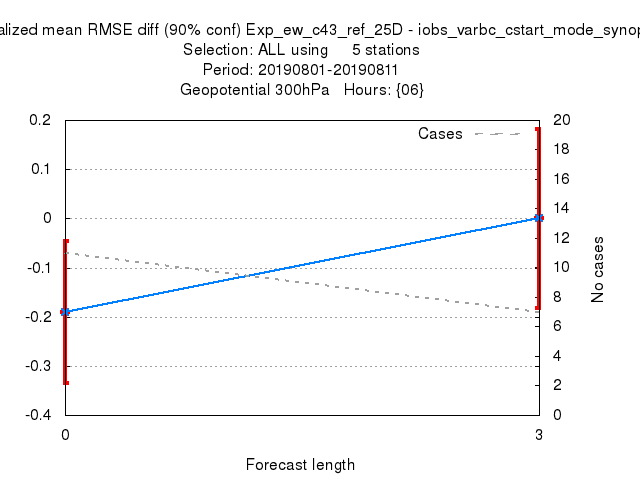 alized mean RMSE diff (90% conf) Exp_ew_c43_ref_25D - iobs_varbc_cstart_mode_synop
Selection: ALL using 5 stations
Period: 20190801-20190811
Geopotential 300hPa Hours: {06}
Cases
0.2
0.1
0
-0.1
-0.2
-0.3
-0.4
20
18
16
14
12
10
8
6
4
2
0
No cases
0 3
Forecast length